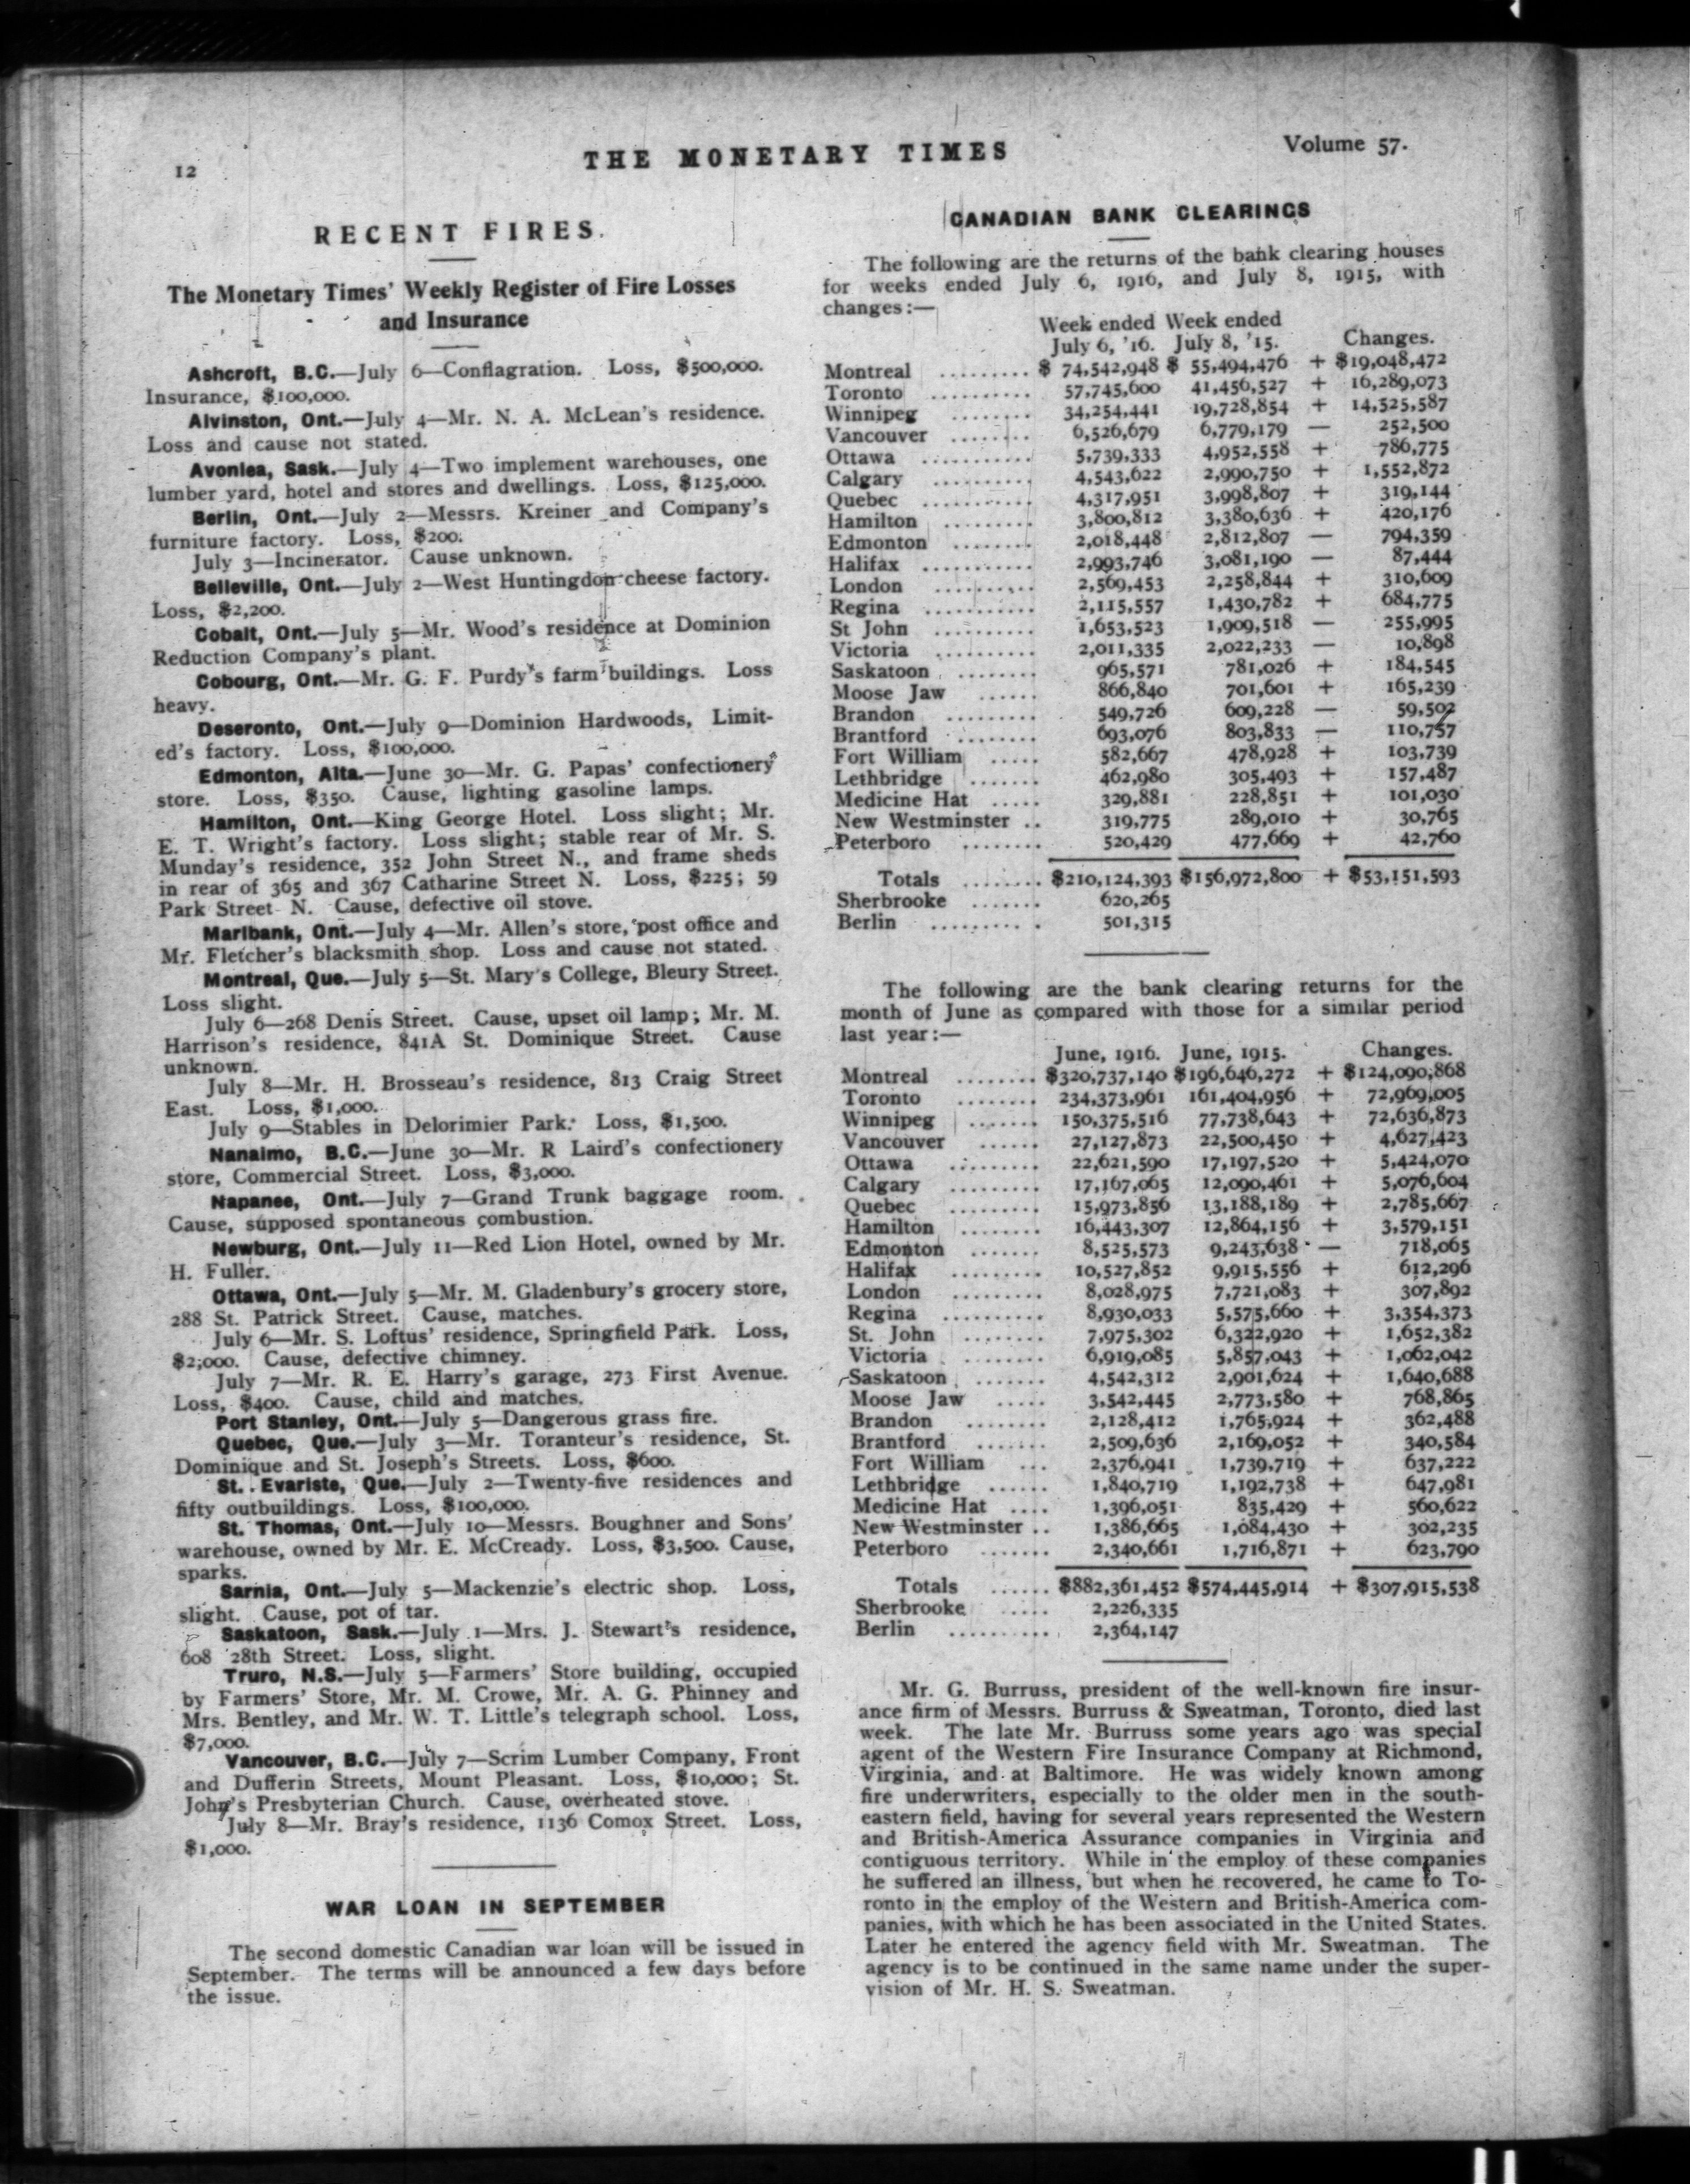 12
THE MONETARY TIMES
Volume 57.
RECENT FIRES.
The Monetary Times' Weekly Register of Fire Losses
and Insurance
Ashcroft, B.C.—July 6—Conflagration. Loss, $500,000.
Insurance, $100,000.
Alvinston, Ont.—July 4—Mr. N. A. McLean's residence.
Loss and cause not stated.
Avonlea, Sask.—July 4—Two implement warehouses, one
lumber yard, hotel and stores and dwellings. Loss, $125,000.
Berlin, Ont.—July 2—Messrs. Kreiner and Company's
furniture factory. Loss, $200.
July 3—Incinerator. Cause unknown.
Belleville, Ont.—July 2—West Huntingdon cheese factory.
Loss, $2,200.
Cobalt, Ont.—July 5—Mr. Wood's residence at Dominion
Reduction Company's plant.
Cobourg, Ont.—Mr. G. F. Purdy's farm buildings. Loss
heavy.
Deseronto, Ont.—July 9—Dominion Hardwoods, Limit-
ed's factory. Loss, $100,000.
Edmonton, Alta.—June 30—Mr. G. Papas' confectionery
store. Loss, $350. Cause, lighting gasoline lamps.
Hamilton, Ont.—King George Hotel. Loss slight; Mr.
E. T. Wright's factory. Loss slight; stable rear of Mr. S.
Munday's residence, 352 John Street N., and frame sheds
in rear of 365 and 367 Catharine Street N. Loss, $225; 59
Park Street N. Cause, defective oil stove.
Marlbank, Ont.—July 4—Mr. Allen's store, post office and
Mr. Fletcher's blacksmith shop. Loss and cause not stated.
Montreal, Que.—July 5—St. Mary's College, Bleury Street.
Loss slight.
July 6—268 Denis Street. Cause, upset oil lamp; Mr. M.
Harrison's residence, 841A St. Dominique Street. Cause
unknown.
July 8—Mr. H. Brosseau's residence, 813 Craig Street
East. Loss, $1,000.
July 9—Stables in Delorimier Park. Loss, $1,500.
Nanaimo, B.C.—June 30—Mr. R Laird's confectionery
store, Commercial Street. Loss, $3,000.
Napanee, Ont.—July 7—Grand Trunk baggage room.
Cause, supposed spontaneous combustion.
Newburg, Ont.—July 11—Red Lion Hotel, owned by Mr.
H. Fuller.
Ottawa, Ont.—July 5—Mr. M. Gladenbury's grocery store,
288 St. Patrick Street. Cause, matches.
July 6—Mr. S. Loftus' residence, Springfield Park. Loss,
$2,000. Cause, defective chimney.
July 7—Mr. R. E. Harry's garage, 273 First Avenue.
Loss, $400. Cause, child and matches.
Port Stanley, Ont.—July 5—Dangerous grass fire.
Quebec, Que.—July 3—Mr. Toranteur's residence, St.
Dominique and St. Joseph's Streets. Loss, $600.
St. Evariste, Que.—July 2—Twenty-five residences and
fifty outbuildings. Loss, $100,000.
St. Thomas, Ont.—July 10—Messrs. Boughner and Sons'
warehouse, owned by Mr. E. McCready. Loss, $3,500. Cause,
sparks.
Sarnia, Ont.—July 5—Mackenzie's electric shop. Loss,
slight. Cause, pot of tar.
Saskatoon, Sask.—July 1—Mrs. J. Stewart's residence,
608 28th Street. Loss, slight.
Truro, N.S.—July 5—Farmers' Store building, occupied
by Farmers' Store, Mr. M. Crowe, Mr. A. G. Phinney and
Mrs. Bentley, and Mr. W. T. Little's telegraph school. Loss,
$7,000.
Vancouver, B.C.—July 7—Scrim Lumber Company, Front
and Dufferin Streets, Mount Pleasant. Loss, $10,000; St.
John's Presbyterian Church. Cause, overheated stove.
July 8—Mr. Bray's residence, 1136 Comox Street. Loss,
$1,000.
WAR LOAN IN SEPTEMBER
The second domestic Canadian war loan will be issued in
September. The terms will be announced a few days before
the issue.
CANADIAN BANK CLEARINGS
The following are the returns of the bank clearing houses
for weeks ended July 6, 1916, and July 8, 1915, with
changes:—
Week ended Week ended
July 6, '16. July 8, '15. Changes.
Montreal ......... $ 74,542,948 $ 55,494,476 + $19,048,472
Toronto .......... 57,745,600 41,456,527 + 16,289,073
Winnipeg ........ 34,254,441 19,728,854 + 14,525,587
Vancouver ........ 6,526,679 6,779,179 — 252,500
Ottawa ........... 5,739,333 4,952,558 + 786,775
Calgary .......... 4,543,622 2,990,750 + 1,552,872
Quebec ........... 4,317,951 3,998,807 + 319,144
Hamilton ......... 3,800,812 3,380,636 + 420,176
Edmonton ........ 2,018,448 2,812,807 — 794,359
Halifax ........... 2,993,746 3,081,190 — 87,444
London .......... 2,569,453 2,258,844 + 310,609
Regina ........... 2,115,557 1,430,782 + 684,775
St John .......... 1,653,523 1,909,518 — 255,995
Victoria .......... 2,011,335 2,022,233 — 10,898
Saskatoon ........ 965,571 781,026 + 184,545
Moose Jaw ...... 866,840 701,601 + 165,239
Brandon ......... 549,726 609,228 — 59,502
Brantford ........ 693,076 803,833 — 110,757
Fort William ..... 582,667 478,928 + 103,739
Lethbridge ....... 462,980 305,493 + 157,487
Medicine Hat ..... 329,881 228,851 + 101,030
New Westminster .. 319,775 289,010 + 30,765
Peterboro ........ 520,429 477,669 + 42,760
Totals ........ $210,124,393 $156,972,800 + $53,151,593
Sherbrooke ....... 620,265
Berlin .......... 501,315
The following are the bank clearing returns for the
month of June as compared with those for a similar period
last year:—
June, 1916. June, 1915. Changes.
Montreal ........ $320,737,140 $196,646,272 + $124,090,868
Toronto ........ 234,373,961 161,404,956 + 72,969,005
Winnipeg ....... 150,375,516 77,738,643 + 72,636,873
Vancouver ...... 27,127,873 22,500,450 + 4,627,423
Ottawa ......... 22,621,590 17,197,520 + 5,424,070
Calgary ......... 17,167,065 12,090,461 + 5,076,604
Quebec ......... 15,973,856 13,188,189 + 2,785,667
Hamilton ........ 16,443,307 12,864,156 + 3,579,151
Edmonton ....... 8,525,573 9,243,638 — 718,065
Halifax ......... 10,527,852 9,915,556 + 612,296
London ......... 8,028,975 7,721,083 + 307,892
Regina .......... 8,930,033 5,575,660 + 3,354,373
St. John ........ 7,975,302 6,322,920 + 1,652,382
Victoria ........ 6,919,085 5,857,043 + 1,062,042
Saskatoon ....... 4,542,312 2,901,624 + 1,640,688
Moose Jaw ..... 3,542,445 2,773,580 + 768,865
Brandon ........ 2,128,412 1,765,924 + 362,488
Brantford ....... 2,509,636 2,169,052 + 340,584
Fort William ... 2,376,941 1,739,719 + 637,222
Lethbridge ...... 1,840,719 1,192,738 + 647,981
Medicine Hat .... 1,396,051 835,429 + 560,622
New Westminster .. 1,386,665 1,084,430 + 302,235
Peterboro ....... 2,340,661 1,716,871 + 623,790
Totals ...... $882,361,452 $574,445,914 + $307,915,538
Sherbrooke ..... 2,226,335
Berlin .......... 2,364,147
Mr. G. Burruss, president of the well-known fire insur-
ance firm of Messrs. Burruss & Sweatman, Toronto, died last
week. The late Mr. Burruss some years ago was special
agent of the Western Fire Insurance Company at Richmond,
Virginia, and at Baltimore. He was widely known among
fire underwriters, especially to the older men in the south-
eastern field, having for several years represented the Western
and British-America Assurance companies in Virginia and
contiguous territory. While in the employ of these companies
he suffered an illness, but when he recovered, he came to To-
ronto in the employ of the Western and British-America com-
panies, with which he has been associated in the United States.
Later he entered the agency field with Mr. Sweatman. The
agency is to be continued in the same name under the super-
vision of Mr. H. S. Sweatman.